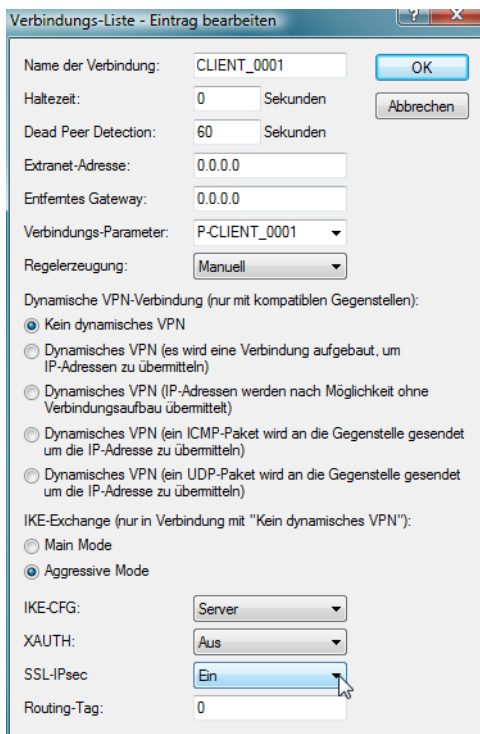 Verbindungs-Liste - Eintrag bearbeiten
Name der Verbindung: CLIENT_0001 OK
Haltezeit: 0 Sekunden Abbrechen
Dead Peer Detection: 60 Sekunden
Extranet-Adresse: 0.0.0.0
Entferntes Gateway: 0.0.0.0
Verbindungs-Parameter: P-CLIENT_0001
Regelerzeugung: Manuell
Dynamische VPN-Verbindung (nur mit kompatiblen Gegenstellen):
Kein dynamisches VPN
Dynamisches VPN (es wird eine Verbindung aufgebaut, um
IP-Adressen zu übermitteln)
Dynamisches VPN (IP-Adressen werden nach Möglichkeit ohne
Verbindungsaufbau übermittelt)
Dynamisches VPN (ein ICMP-Paket wird an die Gegenstelle gesendet
um die IP-Adresse zu übermitteln)
Dynamisches VPN (ein UDP-Paket wird an die Gegenstelle gesendet
um die IP-Adresse zu übermitteln)
IKE-Exchange (nur in Verbindung mit "Kein dynamisches VPN"):
Main Mode
Aggressive Mode
IKE-CFG: Server
XAUTH: Aus
SSL-IPsec Ein
Routing-Tag: 0